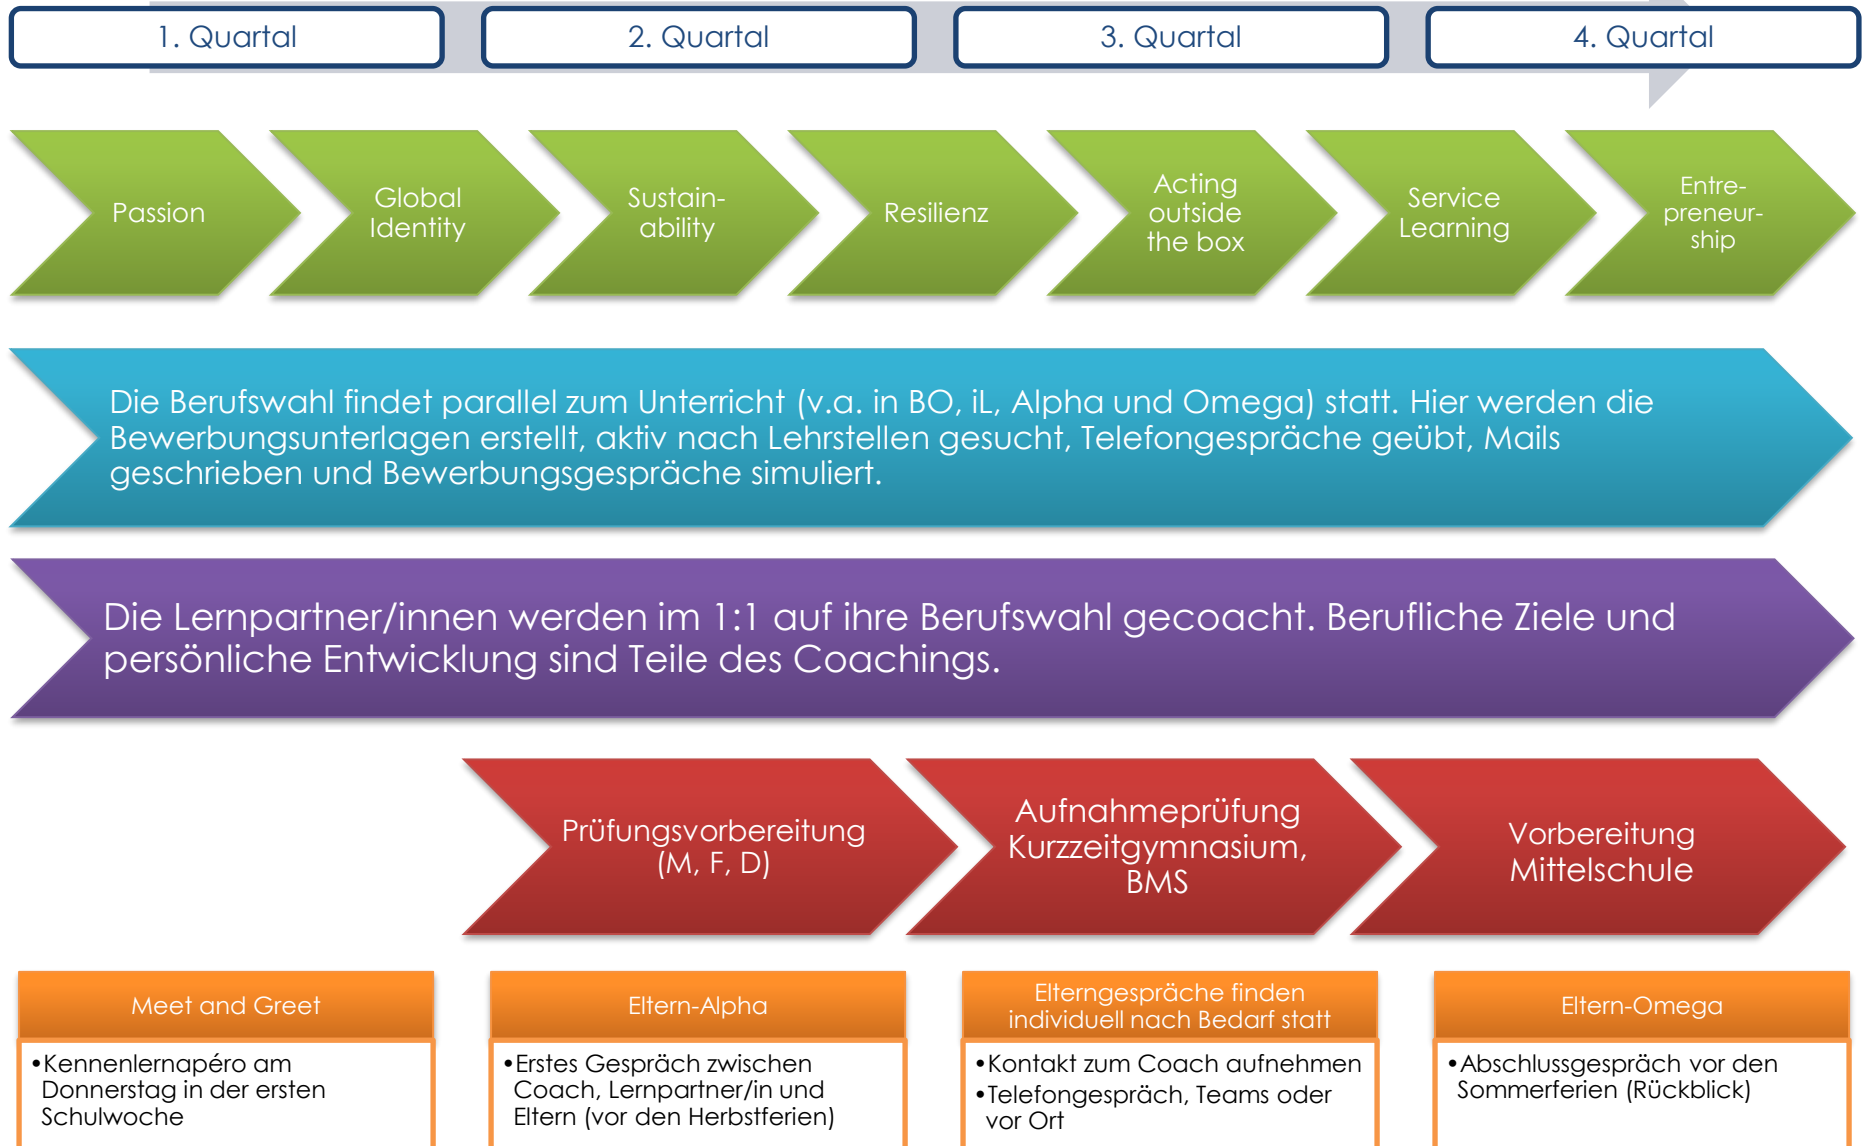 1. Quartal
2. Quartal
3. Quartal
4. Quartal
Passion
Global
Identity
Sustain-
ability
Resilienz
Acting
outside
the box
Service
Learning
Entre-
preneur-
ship
Die Berufswahl findet parallel zum Unterricht (v.a. in BO, iL, Alpha und Omega) statt. Hier werden die
Bewerbungsunterlagen erstellt, aktiv nach Lehrstellen gesucht, Telefongespräche geübt, Mails
geschrieben und Bewerbungsgespräche simuliert.
Die Lernpartner/innen werden im 1:1 auf ihre Berufswahl gecoacht. Berufliche Ziele und
persönliche Entwicklung sind Teile des Coachings.
Prüfungsvorbereitung
(M, F, D)
Aufnahmeprüfung
Kurzzeitgymnasium,
BMS
Vorbereitung
Mittelschule
Meet and Greet
•Kennenlernapéro am
Donnerstag in der ersten
Schulwoche
Eltern-Alpha
•Erstes Gespräch zwischen
Coach, Lernpartner/in und
Eltern (vor den Herbstferien)
Elterngespräche finden
individuell nach Bedarf statt
•Kontakt zum Coach aufnehmen
•Telefongespräch, Teams oder
vor Ort
Eltern-Omega
•Abschlussgespräch vor den
Sommerferien (Rückblick)